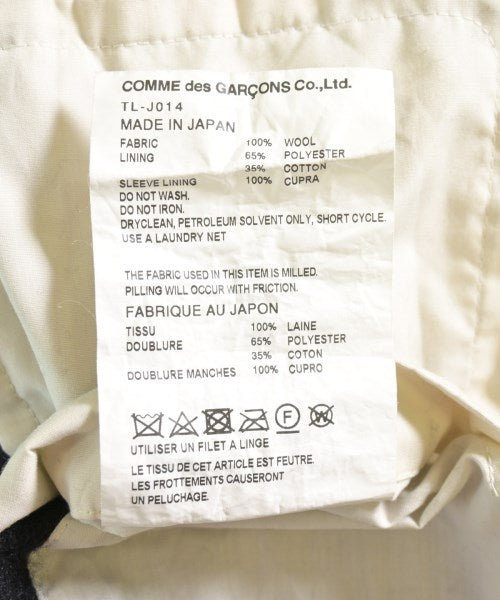 COMME des GARÇONS Co.,Ltd.
TL-J014
MADE IN JAPAN
FABRIC 100% WOOL
LINING 65% POLYESTER
35% COTTON
SLEEVE LINING 100% CUPRA
DO NOT WASH.
DO NOT IRON.
DRYCLEAN, PETROLEUM SOLVENT ONLY, SHORT CYCLE.
USE A LAUNDRY NET
THE FABRIC USED IN THIS ITEM IS MILLED.
PILLING WILL OCCUR WITH FRICTION.
FABRIQUE AU JAPON
TISSU 100% LAINE
DOUBLURE 65% POLYESTER
35% COTON
DOUBLURE MANCHES 100% CUPRO
F W
UTILISER UN FILET A LINGE
LE TISSU DE CET ARTICLE EST FEUTRE.
LES FROTTEMENTS CAUSERONT
UN PELUCHAGE.